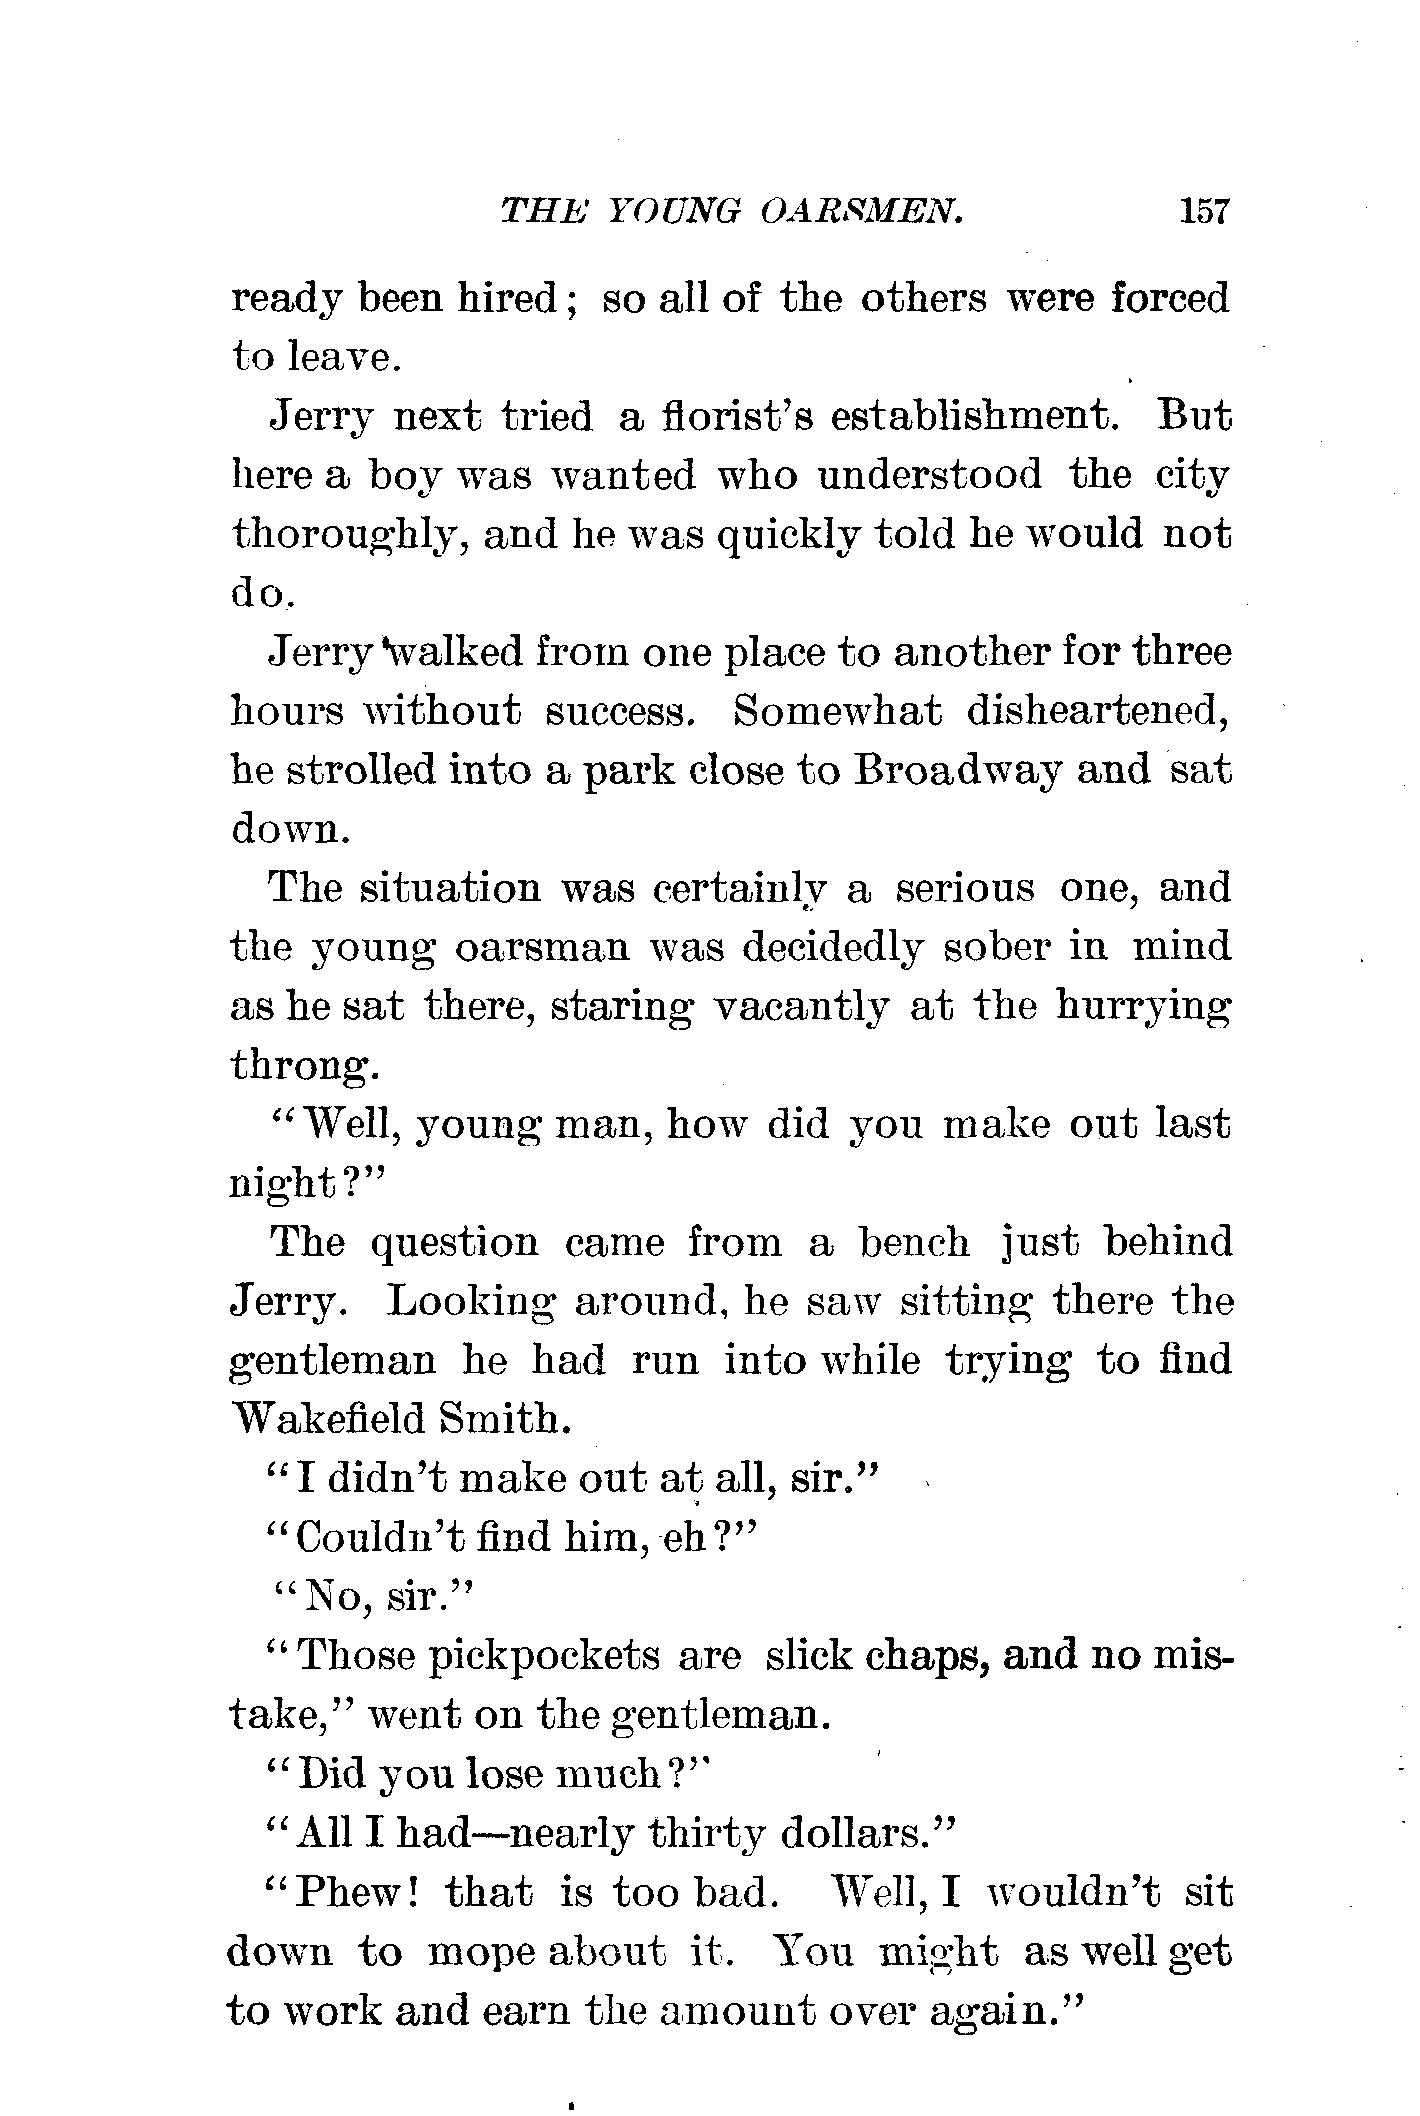 THE YOUNG OARSMEN. 157
ready been hired; so all of the others were forced
to leave.
Jerry next tried a florist's establishment. But
here a boy was wanted who understood the city
thoroughly, and he was quickly told he would not
do.
Jerry walked from one place to another for three
hours without success. Somewhat disheartened,
he strolled into a park close to Broadway and sat
down.
The situation was certainly a serious one, and
the young oarsman was decidedly sober in mind
as he sat there, staring vacantly at the hurrying
throng.
"Well, young man, how did you make out last
night?"
The question came from a bench just behind
Jerry. Looking around, he saw sitting there the
gentleman he had run into while trying to find
Wakefield Smith.
"I didn't make out at all, sir."
"Couldn't find him, eh?"
"No, sir."
"Those pickpockets are slick chaps, and no mis-
take," went on the gentleman.
"Did you lose much?"
"All I had—nearly thirty dollars."
"Phew! that is too bad. Well, I wouldn't sit
down to mope about it. You might as well get
to work and earn the amount over again."